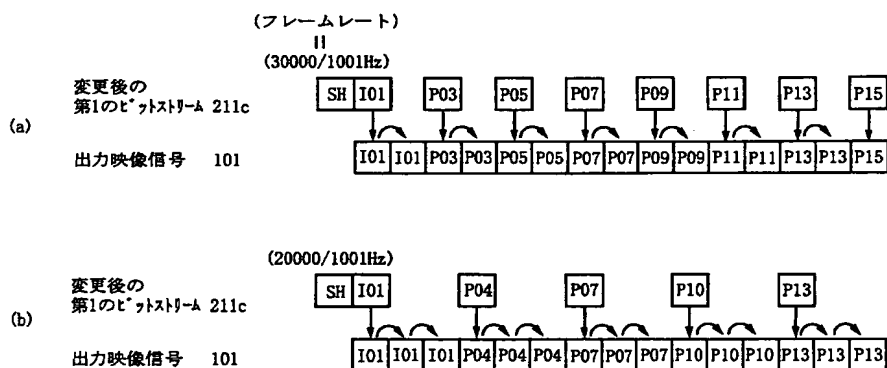 (フレームレート)
॥
(30000/1001Hz)
変更後の
第1のﾋﾞｯﾄｽﾄﾘｰﾑ 211c
SH I01 P03 P05 P07 P09 P11 P13 P15
(a)
出力映像信号 101
I01 I01 P03 P03 P05 P05 P07 P07 P09 P09 P11 P11 P13 P13 P15
(20000/1001Hz)
変更後の
第1のﾋﾞｯﾄｽﾄﾘｰﾑ 211c
SH I01 P04 P07 P10 P13
(b)
出力映像信号 101
I01 I01 I01 P04 P04 P04 P07 P07 P07 P10 P10 P10 P13 P13 P13